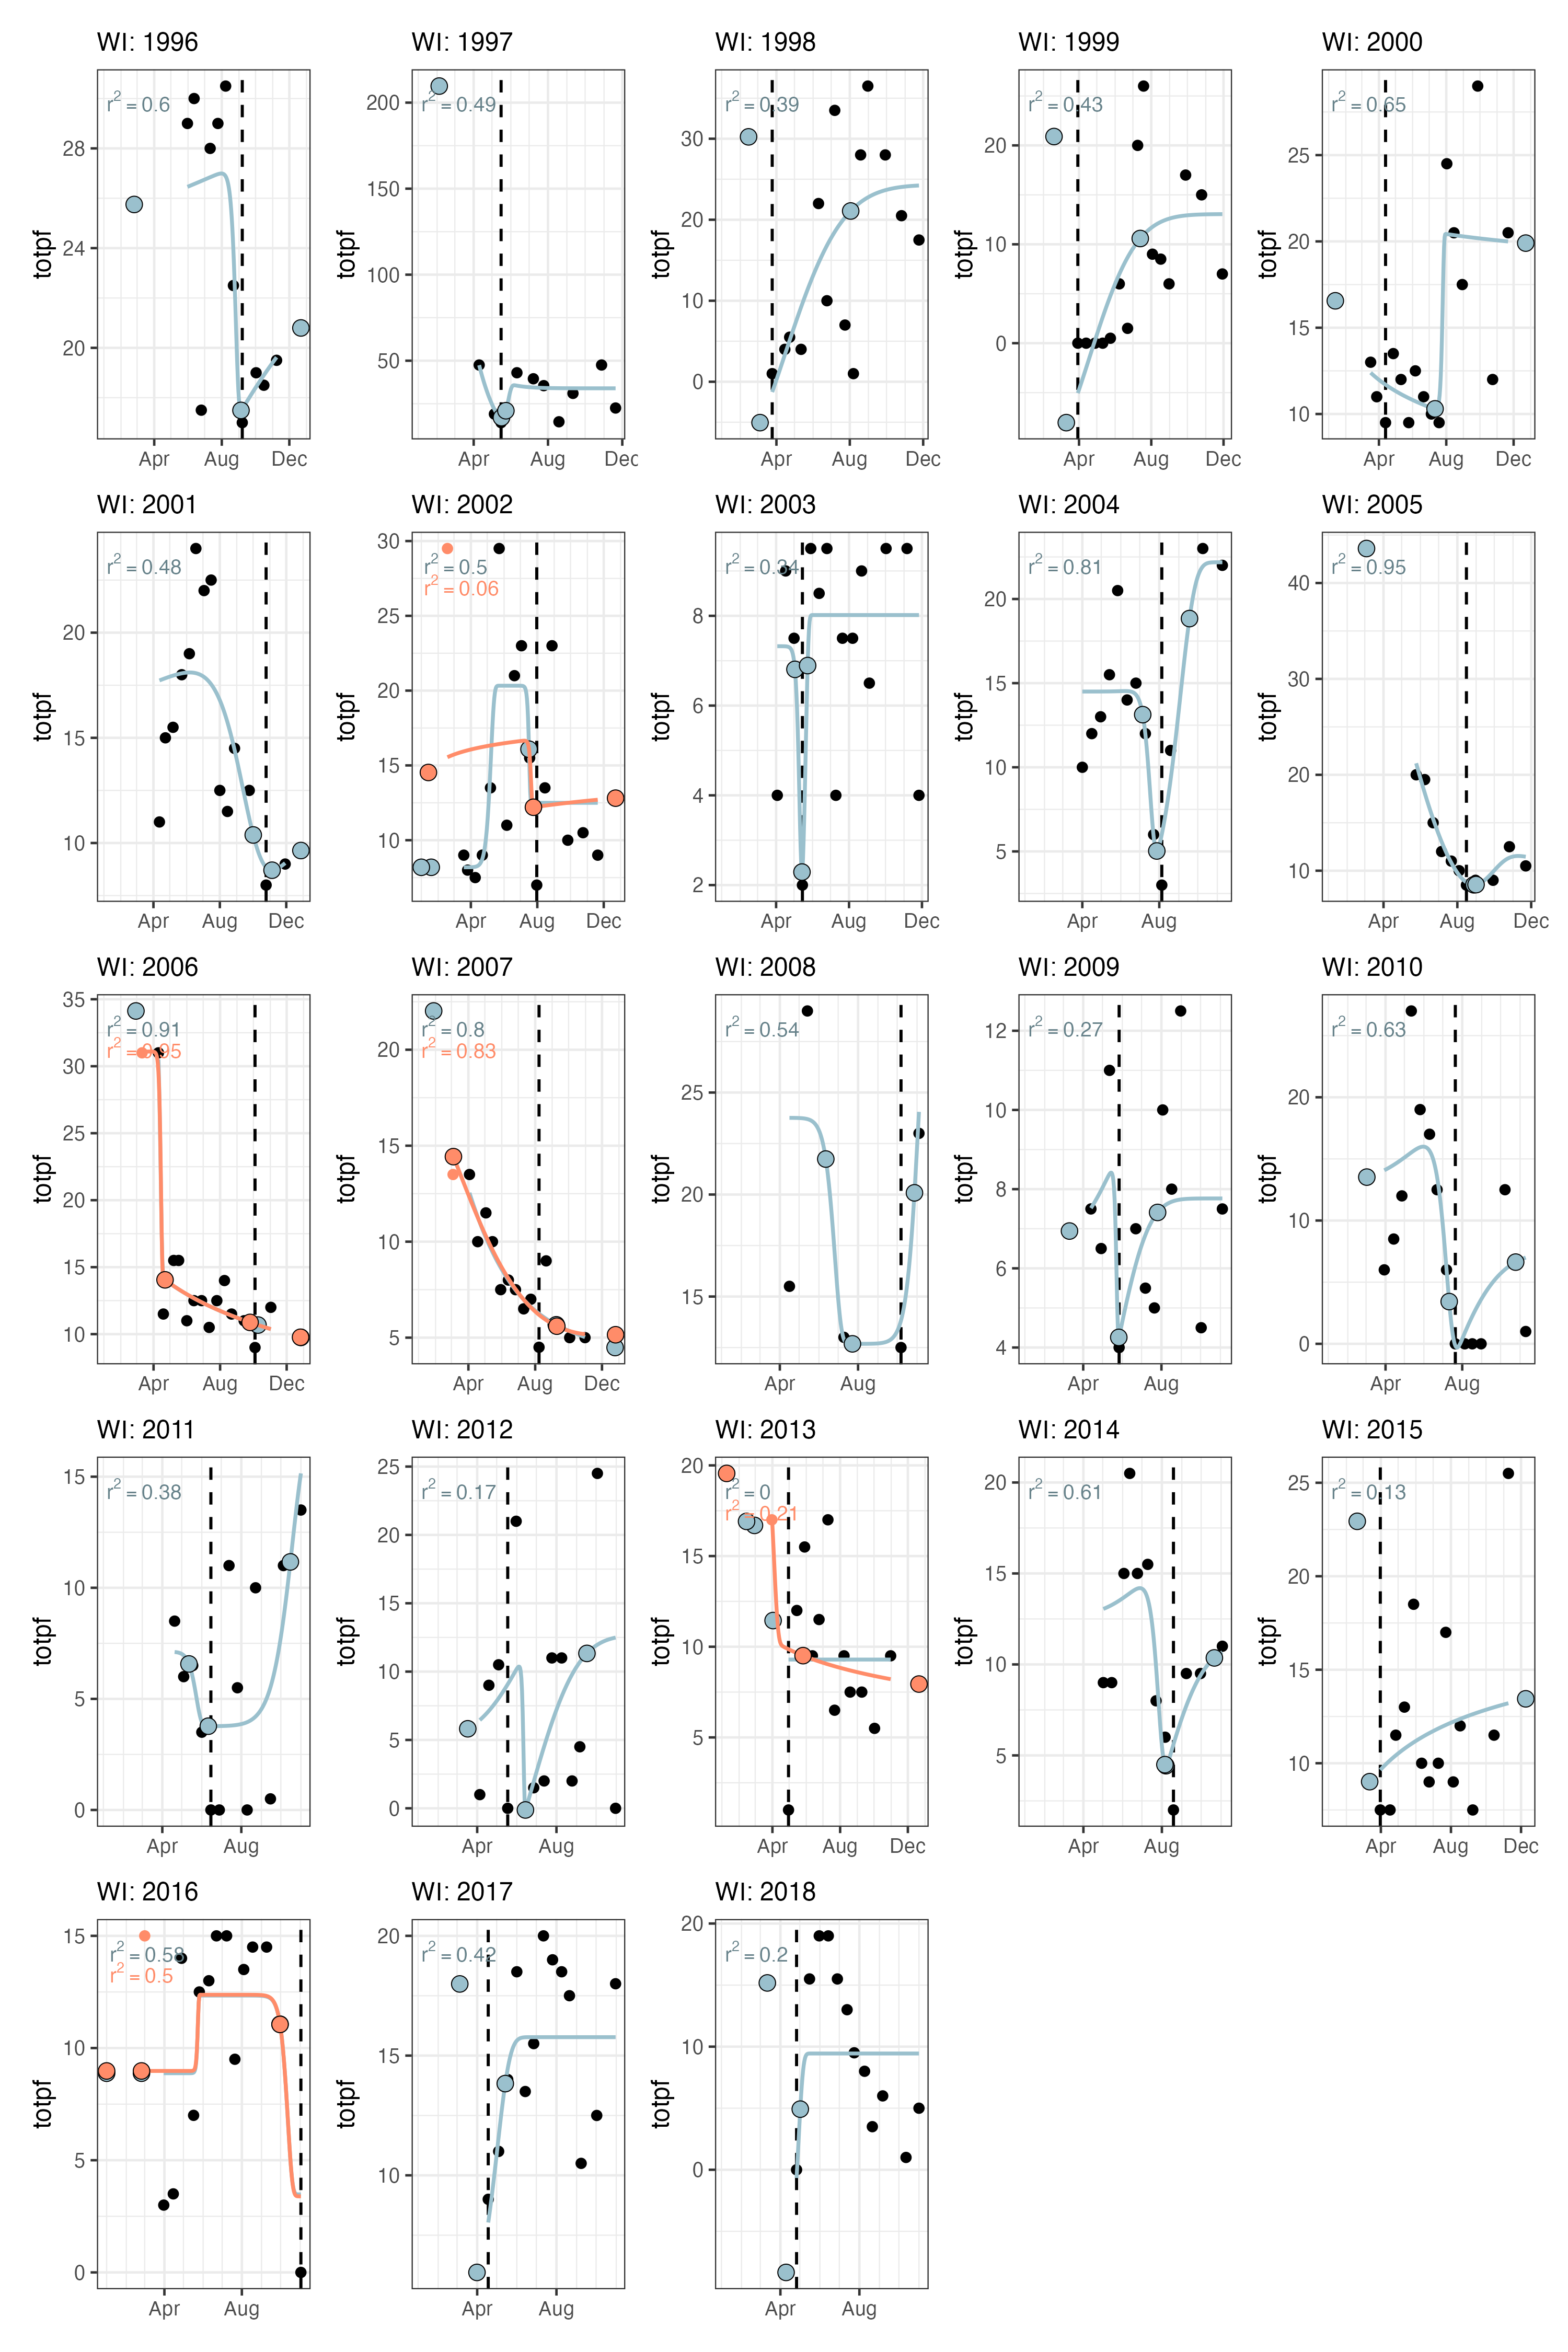 WI: 1996
r² = 0.6
totpf
28
24
20
Apr Aug Dec
WI: 1997
r² = 0.49
totpf
200
150
100
50
Apr Aug Dec
WI: 1998
r² = 0.39
totpf
30
20
10
0
Apr Aug Dec
WI: 1999
r² = 0.43
totpf
20
10
0
Apr Aug Dec
WI: 2000
r² = 0.65
totpf
25
20
15
10
Apr Aug Dec
WI: 2001
r² = 0.48
totpf
20
15
10
Apr Aug Dec
WI: 2002
r² = 0.5
r² = 0.06
totpf
30
25
20
15
10
Apr Aug Dec
WI: 2003
r² = 0.34
totpf
8
6
4
2
Apr Aug Dec
WI: 2004
r² = 0.81
totpf
20
15
10
5
Apr Aug
WI: 2005
r² = 0.95
totpf
40
30
20
10
Apr Aug Dec
WI: 2006
r² = 0.91
r² = 0.95
totpf
35
30
25
20
15
10
Apr Aug Dec
WI: 2007
r² = 0.8
r² = 0.83
totpf
20
15
10
5
Apr Aug Dec
WI: 2008
r² = 0.54
totpf
25
20
15
Apr Aug
WI: 2009
r² = 0.27
totpf
12
10
8
6
4
Apr Aug
WI: 2010
r² = 0.63
totpf
20
10
0
Apr Aug
WI: 2011
r² = 0.38
totpf
15
10
5
0
Apr Aug
WI: 2012
r² = 0.17
totpf
25
20
15
10
5
0
Apr Aug
WI: 2013
r² = 0
r² = 0.21
totpf
20
15
10
5
Apr Aug Dec
WI: 2014
r² = 0.61
totpf
20
15
10
5
Apr Aug
WI: 2015
r² = 0.13
totpf
25
20
15
10
Apr Aug Dec
WI: 2016
r² = 0.58
r² = 0.5
totpf
15
10
5
0
Apr Aug
WI: 2017
r² = 0.42
totpf
20
15
10
Apr Aug
WI: 2018
r² = 0.2
totpf
20
10
0
Apr Aug